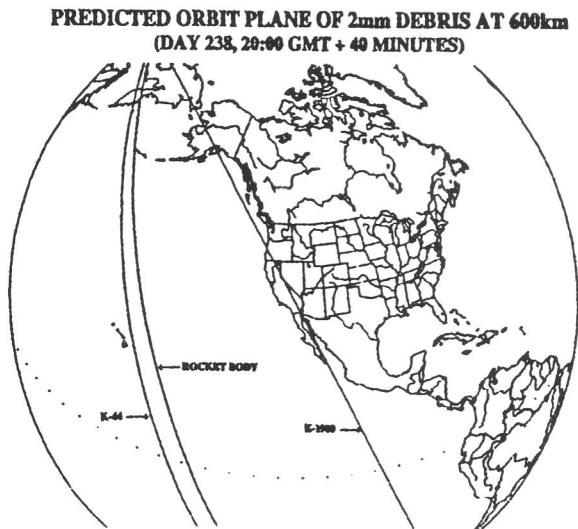 PREDICTED ORBIT PLANE OF 2mm DEBRIS AT 600km
(DAY 238, 20:00 GMT + 40 MINUTES)
ROCKET BODY
K-44
K-1900